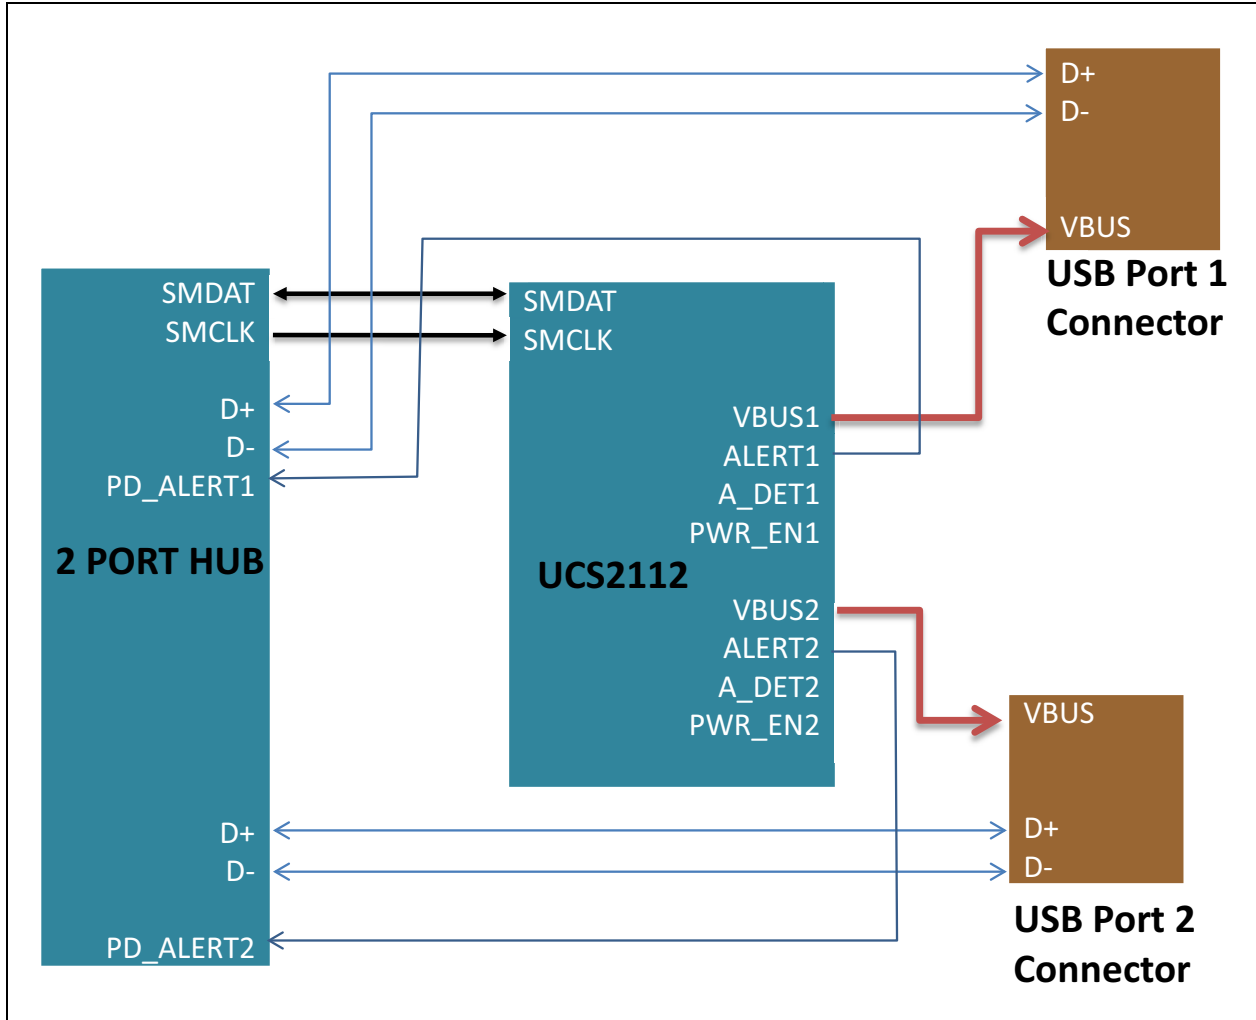 SMDAT
SMCLK
D+
D-
PD_ALERT1
2 PORT HUB
D+
D-
PD_ALERT2
SMDAT
SMCLK
VBUS1
ALERT1
A_DET1
PWR_EN1
UCS2112
VBUS2
ALERT2
A_DET2
PWR_EN2
D+
D-
VBUS
USB Port 1
Connector
VBUS
D+
D-
USB Port 2
Connector